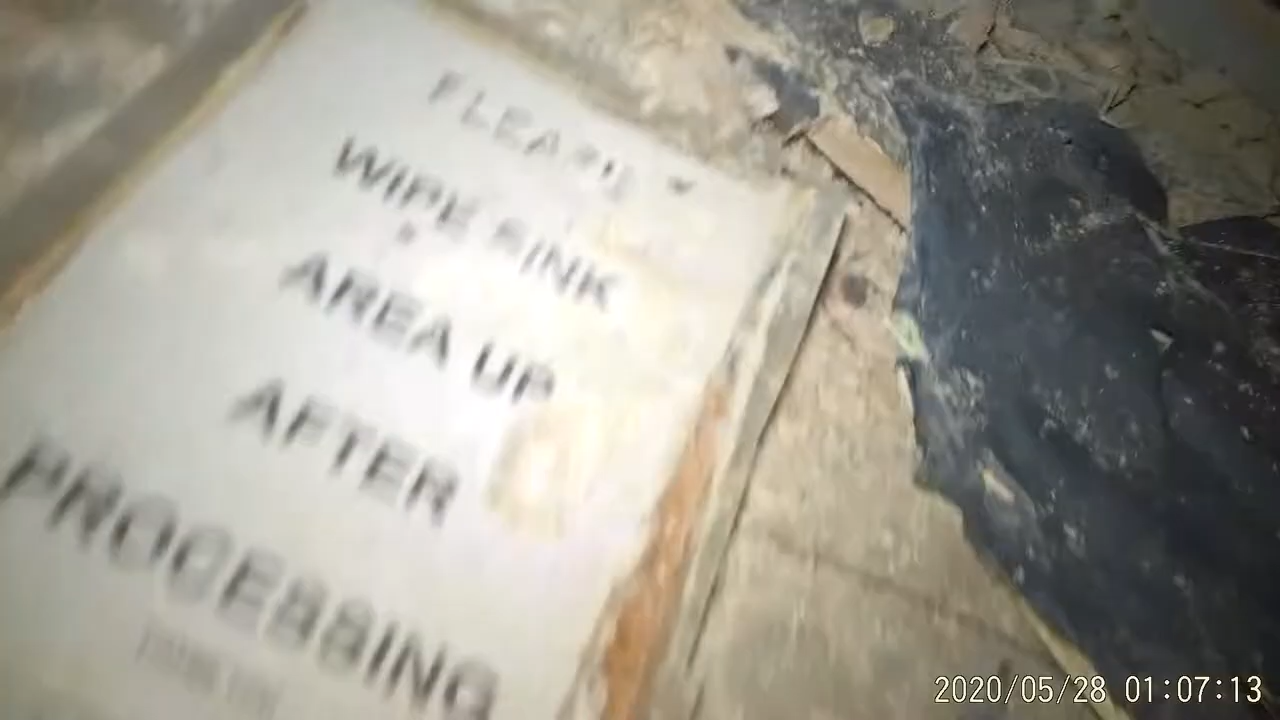 PLEASE
WIPE SINK
AREA UP
AFTER
PROCESSING
2020/05/28 01:07:13